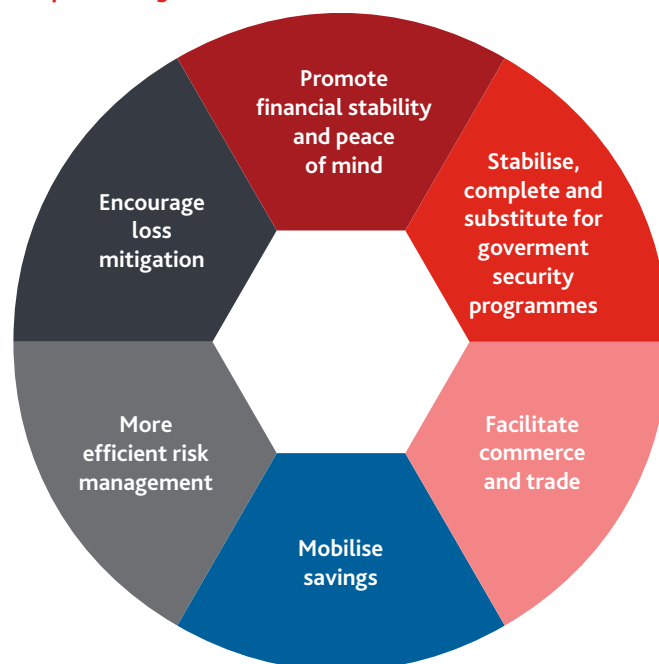 Promote
financial stability
and peace
of mind
Stabilise,
complete and
substitute for
goverment
security
programmes
Facilitate
commerce
and trade
Mobilise
savings
More
efficient risk
management
Encourage
loss
mitigation